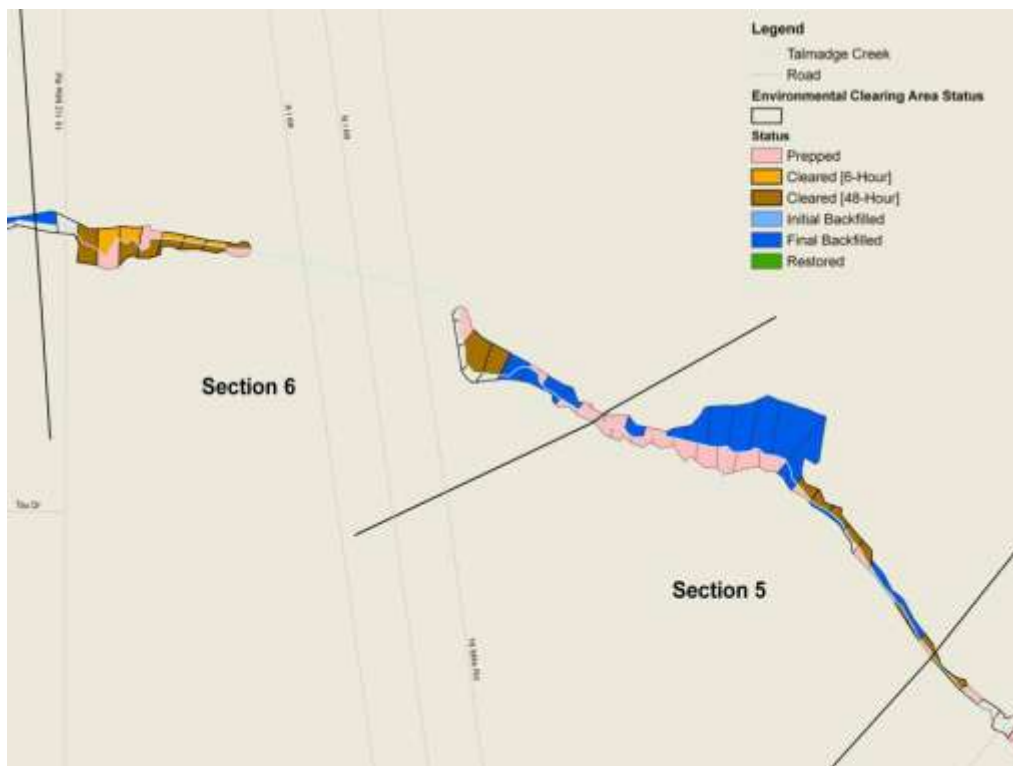 Legend
Talmadge Creek
Road
Environmental Clearing Area Status
Status
Prepped
Cleared [6-Hour]
Cleared [48-Hour]
Initial Backfilled
Final Backfilled
Restored
Section 6
Section 5